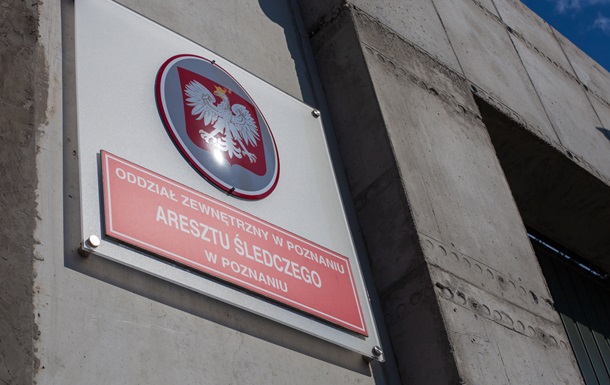 ODDZIAŁ ZEWNĘTRZNY W POZNANIU
ARESZTU ŚLEDCZEGO
W POZNANIU